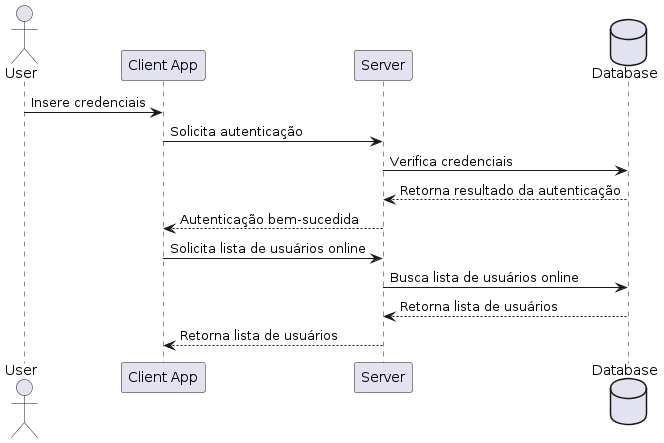 User
Client App
Server
Database
Insere credenciais
Solicita autenticação
Verifica credenciais
Retorna resultado da autenticação
Autenticação bem-sucedida
Solicita lista de usuários online
Busca lista de usuários online
Retorna lista de usuários
Retorna lista de usuários
User
Client App
Server
Database